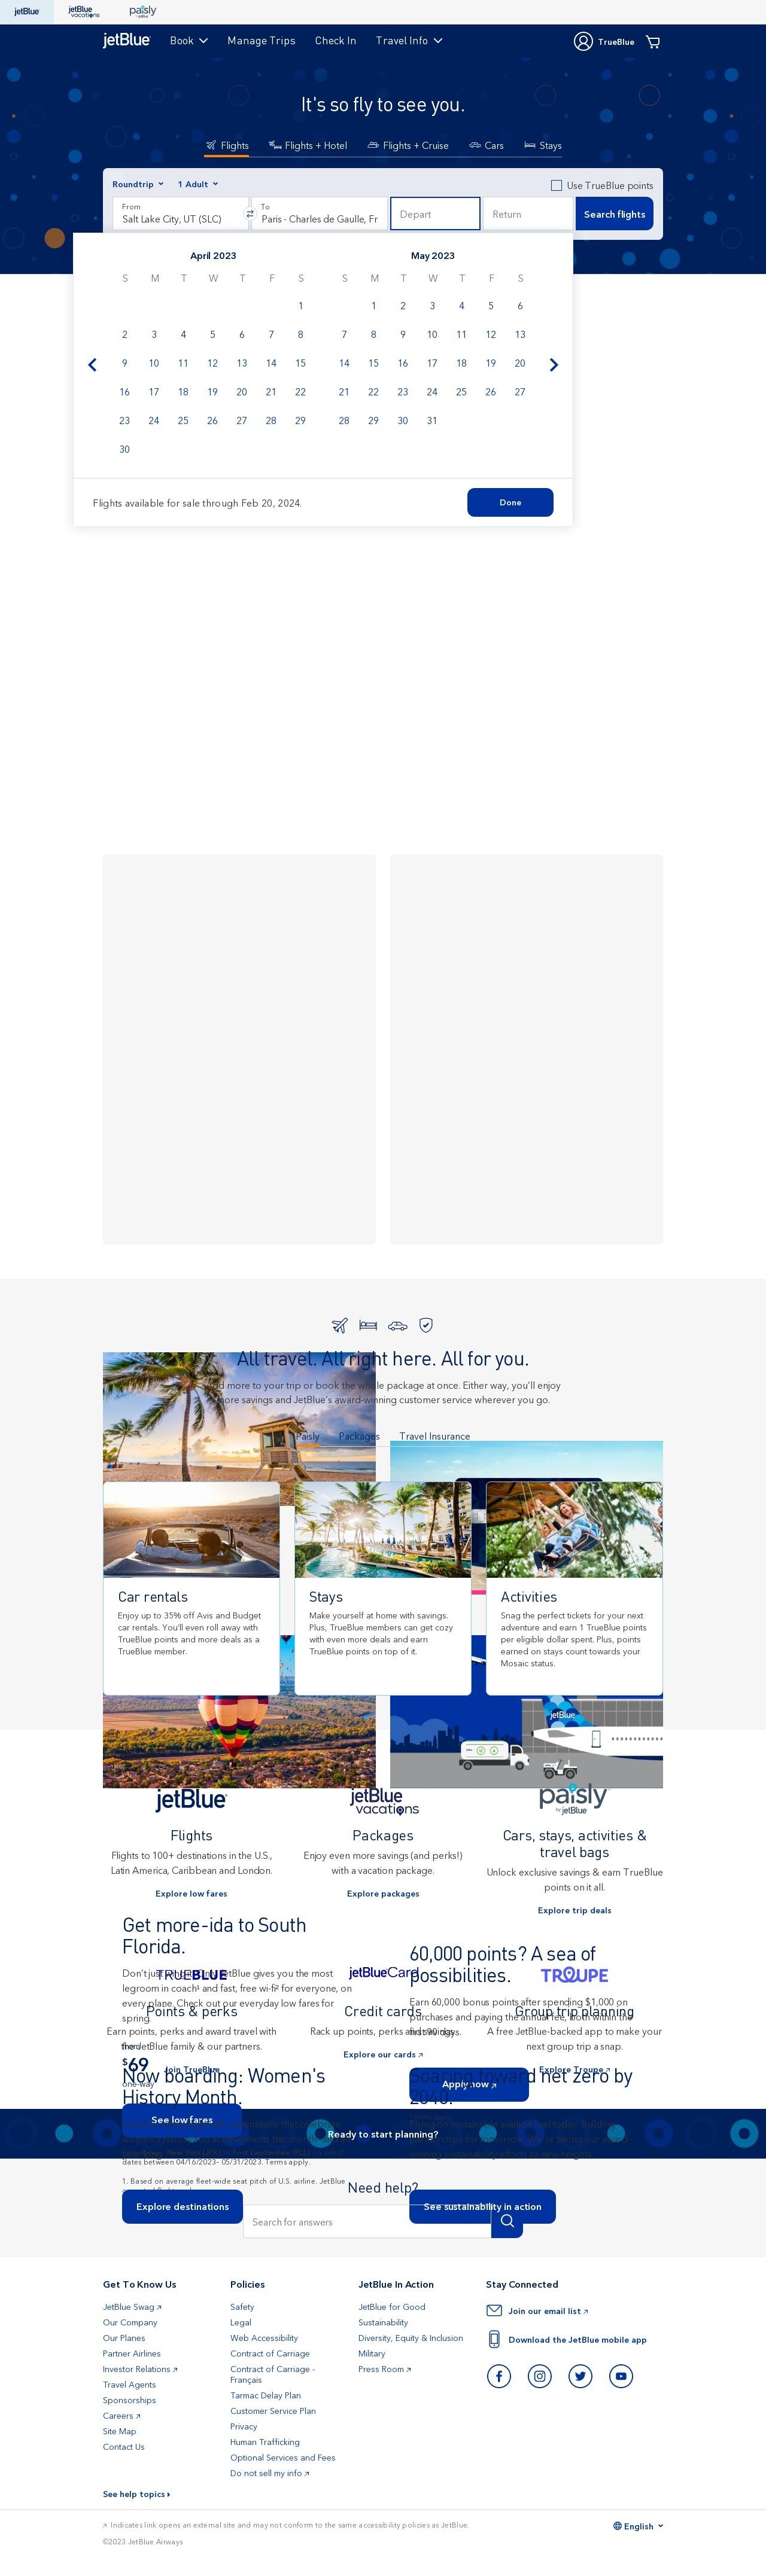 jetBlue
jetBlue vacations
paisly
jetBlue
Book
Manage Trips
Check In
Travel Info
TrueBlue
It's so fly to see you.
Flights
Flights + Hotel
Flights + Cruise
Cars
Stays
Roundtrip
1 Adult
Use TrueBlue points
From
Salt Lake City, UT (SLC)
To
Paris - Charles de Gaulle, Fr
Depart
Return
Search flights
April 2023
S M T W T F S
1
2 3 4 5 6 7 8
9 10 11 12 13 14 15
16 17 18 19 20 21 22
23 24 25 26 27 28 29
30
May 2023
S M T W T F S
1 2 3 4 5 6
7 8 9 10 11 12 13
14 15 16 17 18 19 20
21 22 23 24 25 26 27
28 29 30 31
Flights available for sale through Feb 20, 2024.
Done
All travel. All right here. All for you.
more to your trip or book the whole package at once. Either way, you'll enjoy
more savings and JetBlue's award-winning customer service wherever you go.
Paisly
Packages
Travel Insurance
Car rentals
Enjoy up to 35% off Avis and Budget
car rentals. You'll even roll away with
TrueBlue points and more deals as a
TrueBlue member.
Stays
Make yourself at home with savings.
Plus, TrueBlue members can get cozy
with even more deals and earn
TrueBlue points on top of it.
Activities
Snag the perfect tickets for your next
adventure and earn 1 TrueBlue points
per eligible dollar spent. Plus, points
earned on stays count towards your
Mosaic status.
jetBlue
jetBlue
Flights
Flights to 100+ destinations in the U.S.,
Latin America, Caribbean and London.
Explore low fares
jetBlue
vacations
Packages
Enjoy even more savings (and perks!)
with a vacation package.
Explore packages
paisly
by jetBlue
Cars, stays, activities &
travel bags
Unlock exclusive savings & earn TrueBlue
points on it all.
Explore trip deals
Get more-ida to South
Florida.
Don't just wing it. Only JetBlue gives you the most
legroom in coach¹ and fast, free wi-fi² for everyone, on
every plane. Check out our everyday low fares for
spring.
from
$69
one-way
See low fares
60,000 points? A sea of
possibilities.
Earn 60,000 bonus points after spending $1,000 on
purchases and paying the annual fee, both within the
first 90 days.
Apply now
TRUEBLUE
Points & perks
Earn points, perks and award travel with
the JetBlue family & our partners.
Join TrueBlue
jetBlue Card
Credit cards
Rack up points, perks and savings.
Explore our cards
TROUPE
Group trip planning
A free JetBlue-backed app to make your
next group trip a snap.
Explore Troupe
Now boarding: Women's
History Month.
Soaring toward net zero by
2040.
Ready to start planning?
dates between 04/16/2023– 05/31/2023. Terms apply.
1. Based on average fleet-wide seat pitch of U.S. airline. JetBlue
Explore destinations
See sustainability in action
Need help?
Search for answers
Get To Know Us
JetBlue Swag
Our Company
Our Planes
Partner Airlines
Investor Relations
Travel Agents
Sponsorships
Careers
Site Map
Contact Us
Policies
Safety
Legal
Web Accessibility
Contract of Carriage
Contract of Carriage -
Français
Tarmac Delay Plan
Customer Service Plan
Privacy
Human Trafficking
Optional Services and Fees
Do not sell my info
JetBlue In Action
JetBlue for Good
Sustainability
Diversity, Equity & Inclusion
Military
Press Room
Stay Connected
Join our email list
Download the JetBlue mobile app
See help topics
Indicates link opens an external site and may not conform to the same accessibility policies as JetBlue.
English
©2023 JetBlue Airways